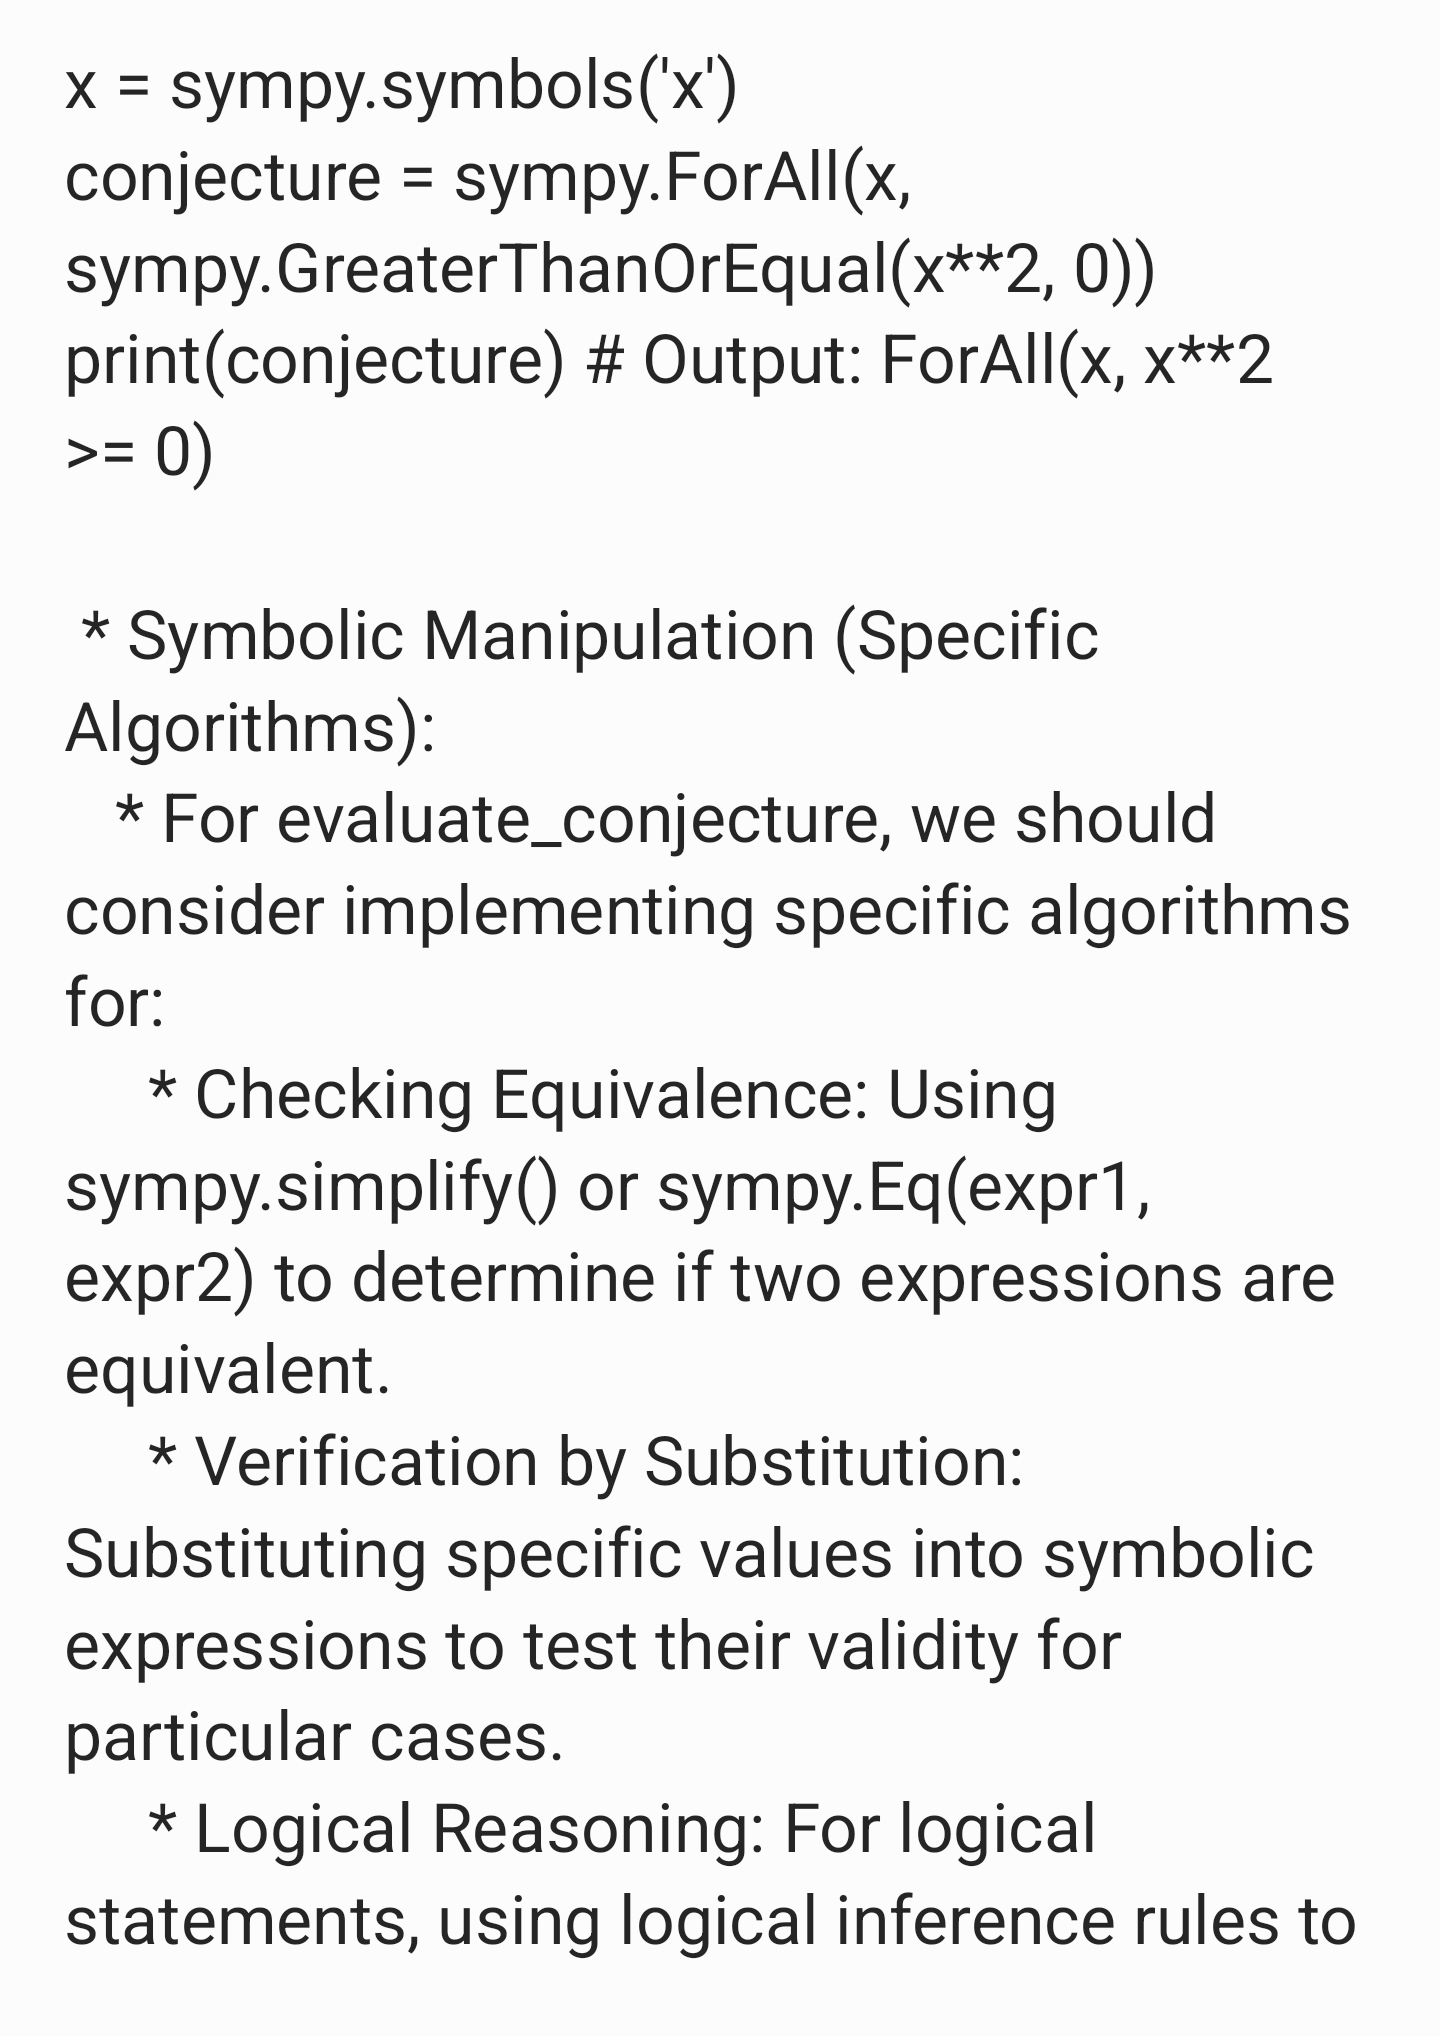 x = sympy.symbols('x')
conjecture = sympy.ForAll(x,
sympy.GreaterThanOrEqual(x**2, 0))
print(conjecture) # Output: ForAll(x, x**2
>= 0)
* Symbolic Manipulation (Specific
Algorithms):
* For evaluate_conjecture, we should
consider implementing specific algorithms
for:
* Checking Equivalence: Using
sympy.simplify() or sympy.Eq(expr1,
expr2) to determine if two expressions are
equivalent.
* Verification by Substitution:
Substituting specific values into symbolic
expressions to test their validity for
particular cases.
* Logical Reasoning: For logical
statements, using logical inference rules to